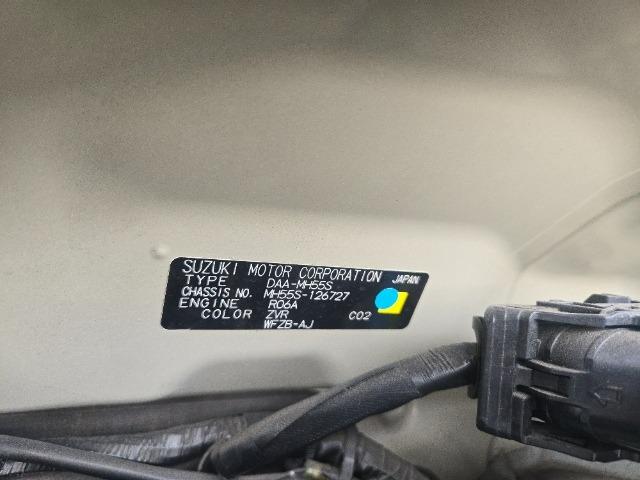 SUZUKI MOTOR CORPORATION JAPAN
TYPE DAA-MH55S
CHASSIS NO. MH55S-126727
ENGINE R06A
COLOR ZVR C02
WFZB-AJ